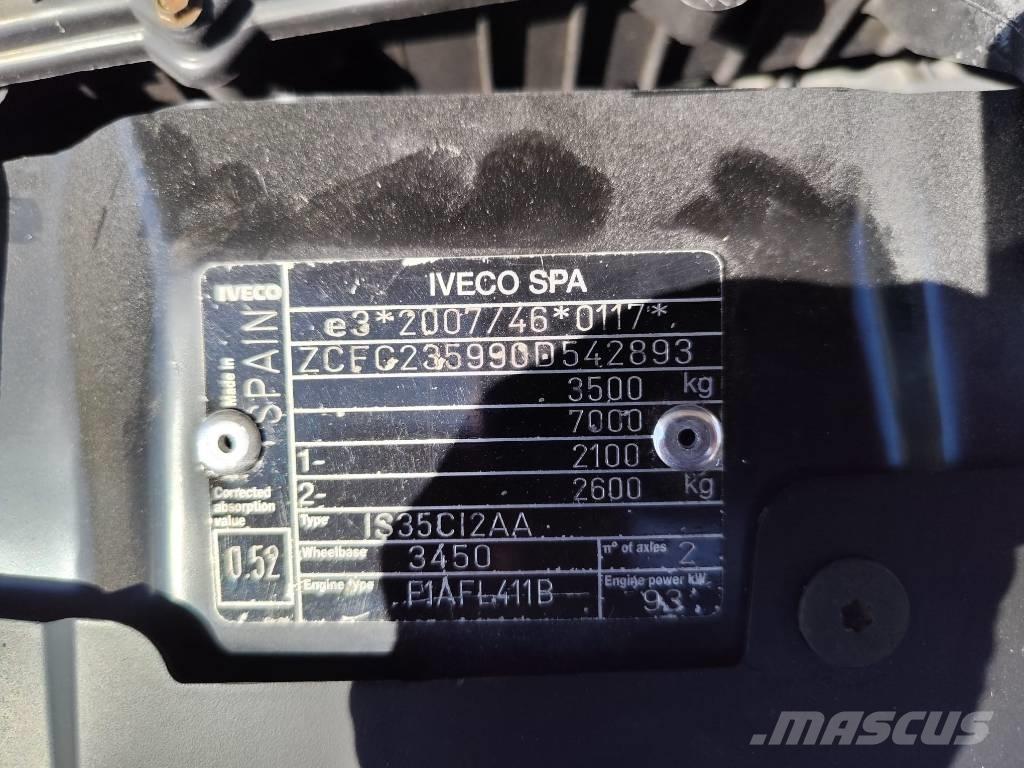 IVECO SPA
IVECO
Made in
SPAIN
e3*2007/46*0117*
ZCFC235990D542893
3500 kg
7000
1- 2100
2- 2600 kg
Type IS35CI2AA
Wheelbase 3450 n° of axles 2
Engine type F1AFL411B Engine power kW 93
Corrected
absorption
value
0.52
MASCUS